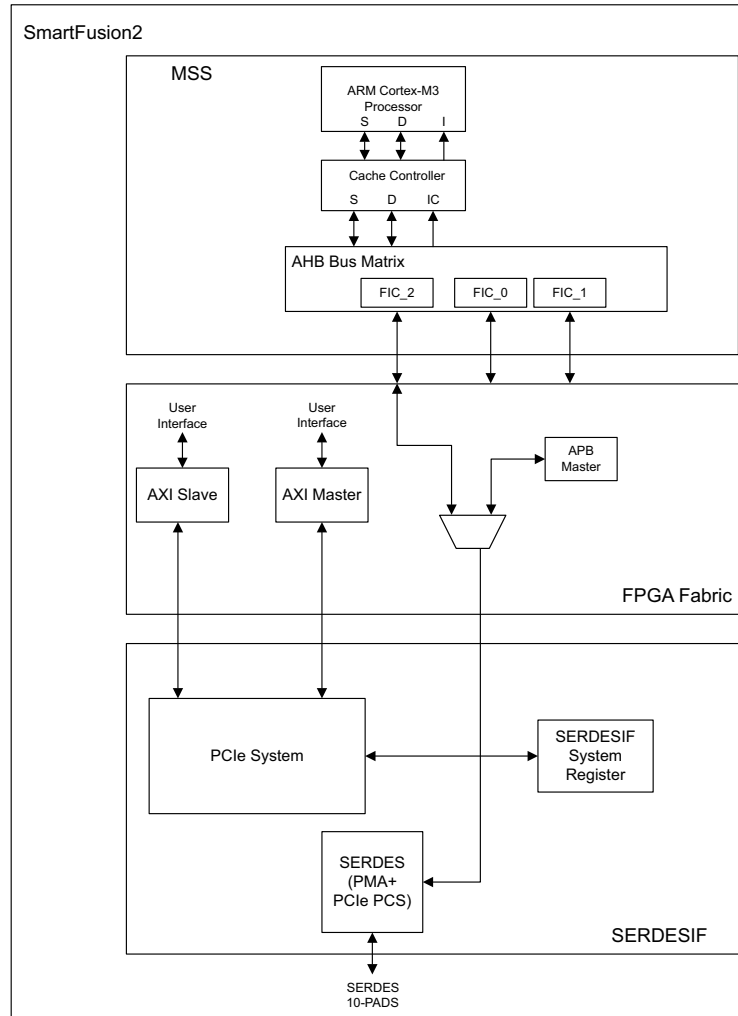 SmartFusion2
MSS
ARM Cortex-M3
Processor
S D I
Cache Controller
S D IC
AHB Bus Matrix
FIC_2 FIC_0 FIC_1
User
Interface
User
Interface
AXI Slave
AXI Master
APB
Master
FPGA Fabric
PCIe System
SERDESIF
System
Register
SERDES
(PMA+
PCIe PCS)
SERDESIF
SERDES
10-PADS